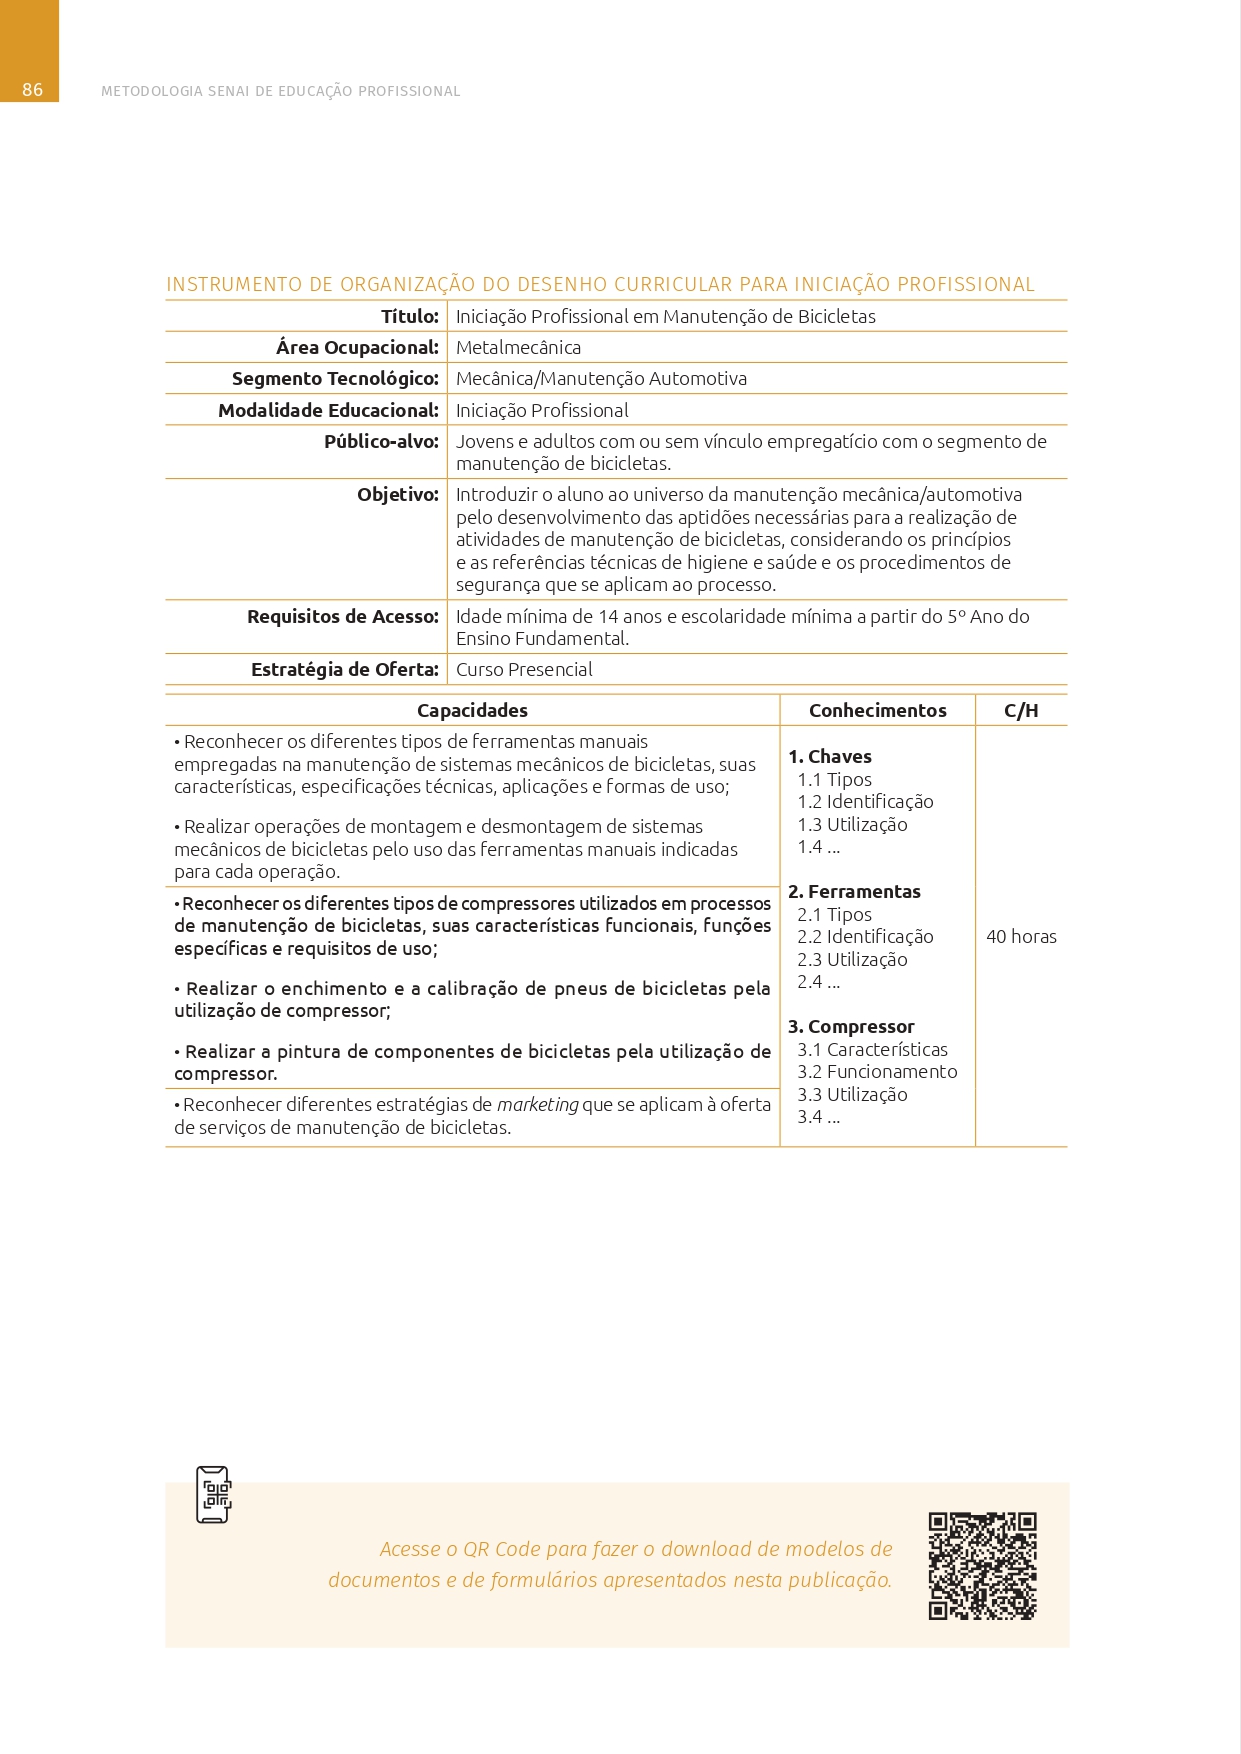 86
METODOLOGIA SENAI DE EDUCAÇÃO PROFISSIONAL
INSTRUMENTO DE ORGANIZAÇÃO DO DESENHO CURRICULAR PARA INICIAÇÃO PROFISSIONAL
Título: Iniciação Profissional em Manutenção de Bicicletas
Área Ocupacional: Metalmecânica
Segmento Tecnológico: Mecânica/Manutenção Automotiva
Modalidade Educacional: Iniciação Profissional
Público-alvo: Jovens e adultos com ou sem vínculo empregatício com o segmento de
manutenção de bicicletas.
Objetivo: Introduzir o aluno ao universo da manutenção mecânica/automotiva
pelo desenvolvimento das aptidões necessárias para a realização de
atividades de manutenção de bicicletas, considerando os princípios
e as referências técnicas de higiene e saúde e os procedimentos de
segurança que se aplicam ao processo.
Requisitos de Acesso: Idade mínima de 14 anos e escolaridade mínima a partir do 5º Ano do
Ensino Fundamental.
Estratégia de Oferta: Curso Presencial
Capacidades Conhecimentos C/H
• Reconhecer os diferentes tipos de ferramentas manuais
empregadas na manutenção de sistemas mecânicos de bicicletas, suas
características, especificações técnicas, aplicações e formas de uso;
• Realizar operações de montagem e desmontagem de sistemas
mecânicos de bicicletas pelo uso das ferramentas manuais indicadas
para cada operação.
• Reconhecer os diferentes tipos de compressores utilizados em processos
de manutenção de bicicletas, suas características funcionais, funções
específicas e requisitos de uso;
• Realizar o enchimento e a calibração de pneus de bicicletas pela
utilização de compressor;
• Realizar a pintura de componentes de bicicletas pela utilização de
compressor.
• Reconhecer diferentes estratégias de marketing que se aplicam à oferta
de serviços de manutenção de bicicletas.
1. Chaves
1.1 Tipos
1.2 Identificação
1.3 Utilização
1.4 ...
2. Ferramentas
2.1 Tipos
2.2 Identificação
2.3 Utilização
2.4 ...
3. Compressor
3.1 Características
3.2 Funcionamento
3.3 Utilização
3.4 ...
40 horas
Acesse o QR Code para fazer o download de modelos de
documentos e de formulários apresentados nesta publicação.